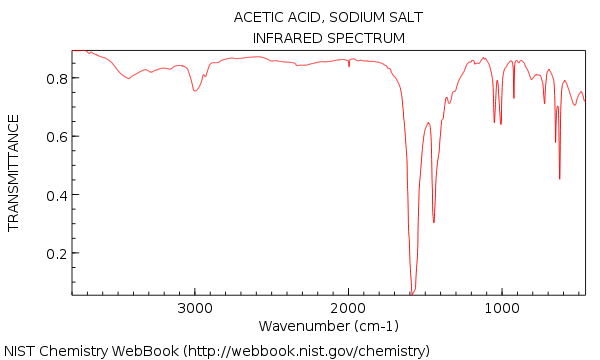 ACETIC ACID, SODIUM SALT
INFRARED SPECTRUM
TRANSMITTANCE
0.8
0.6
0.4
0.2
3000 2000 1000
Wavenumber (cm-1)
NIST Chemistry WebBook (http://webbook.nist.gov/chemistry)